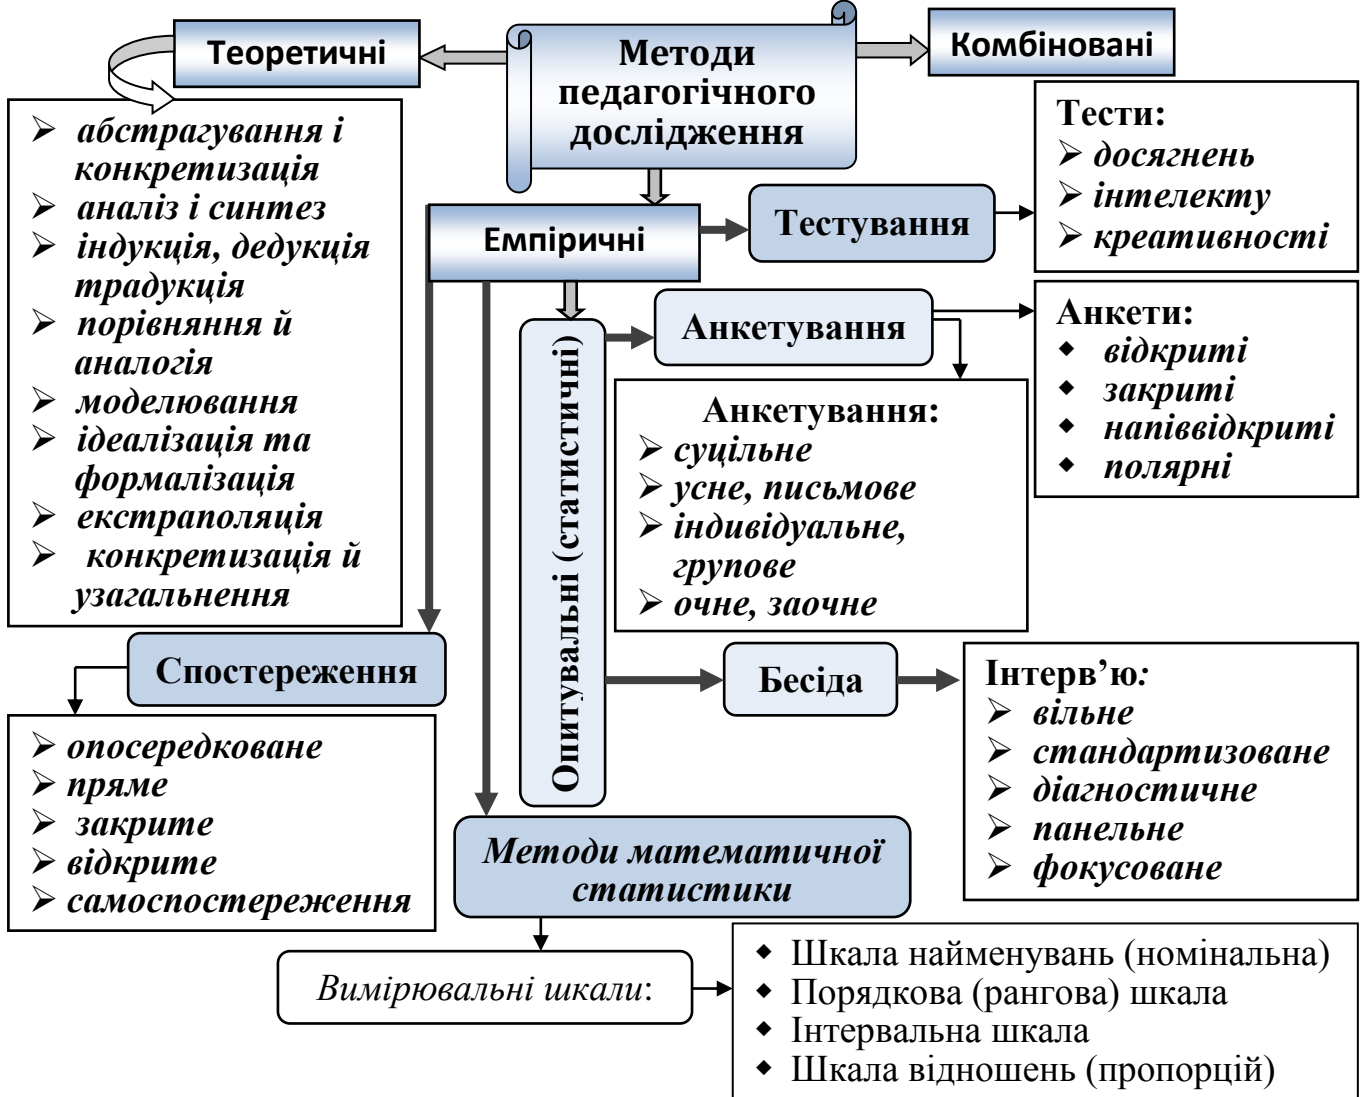 Методи
педагогічного
дослідження
Теоретичні
Комбіновані
абстрагування і
конкретизація
аналіз і синтез
індукція, дедукція
традукція
порівняння й
аналогія
моделювання
ідеалізація та
формалізація
екстраполяція
конкретизація й
узагальнення
Емпіричні
Тестування
Тести:
досягнень
інтелекту
креативності
Опитувальні (статистичні)
Анкетування
Анкети:
відкриті
закриті
напіввідкриті
полярні
Анкетування:
суцільне
усне, письмове
індивідуальне,
групове
очне, заочне
Бесіда
Інтерв’ю:
вільне
стандартизоване
діагностичне
панельне
фокусоване
Спостереження
опосередковане
пряме
закрите
відкрите
самоспостереження
Методи математичної
статистики
Вимірювальні шкали:
Шкала найменувань (номінальна)
Порядкова (рангова) шкала
Інтервальна шкала
Шкала відношень (пропорцій)